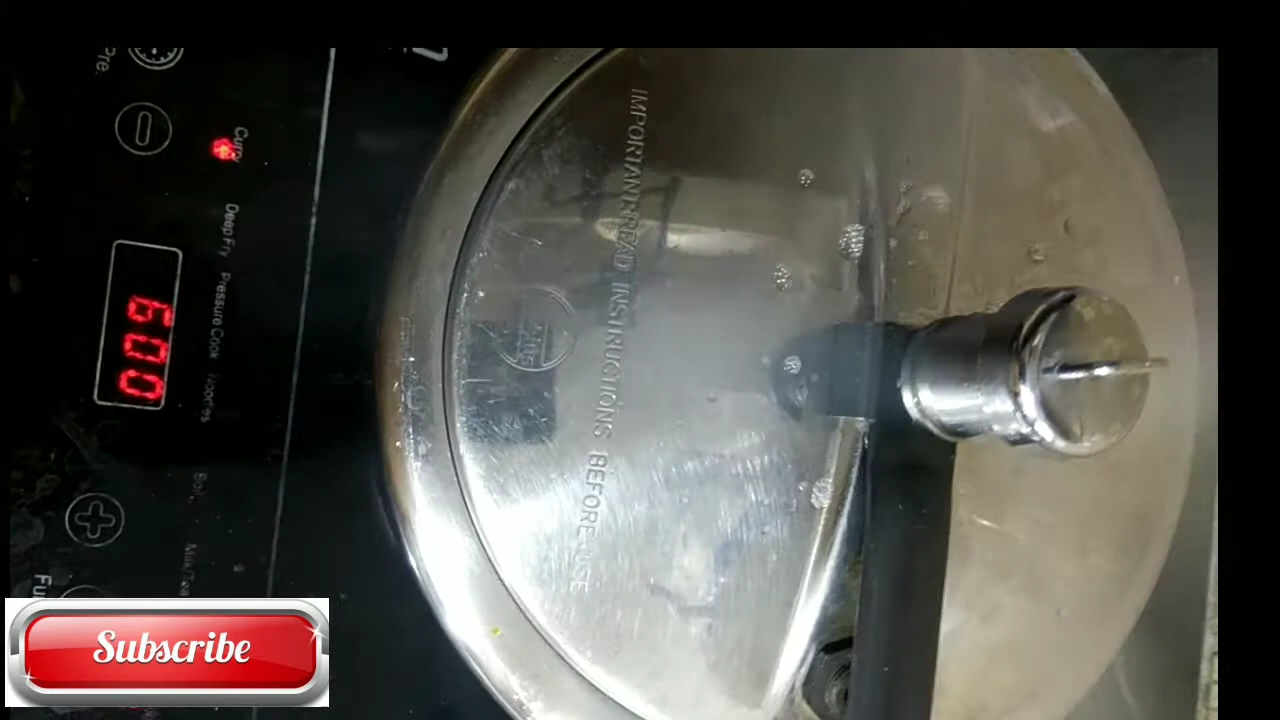 Pre.
Curry
Deep Fry
Pressure Cook
Noodles
600
IMPORTANT READ INSTRUCTIONS BEFORE USE
Subscribe